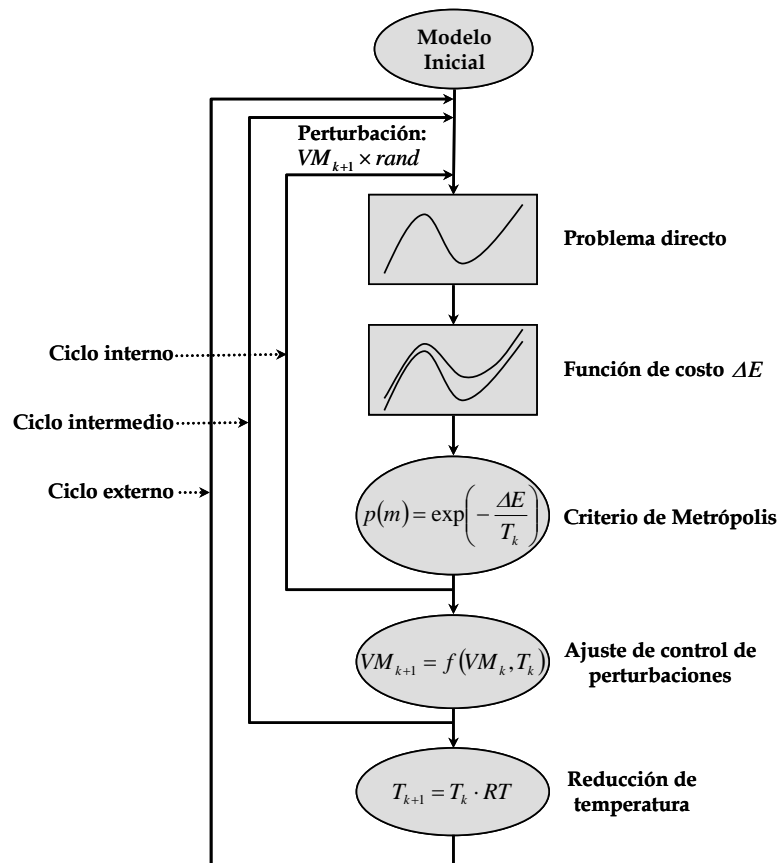 Modelo
Inicial
Perturbación:
VM_{k+1} × rand
Problema directo
Ciclo interno
Función de costo ΔE
Ciclo intermedio
Ciclo externo
p(m) = exp(−ΔE/T_k)
Criterio de Metrópolis
VM_{k+1} = f(VM_k, T_k)
Ajuste de control de
perturbaciones
T_{k+1} = T_k · RT
Reducción de
temperatura